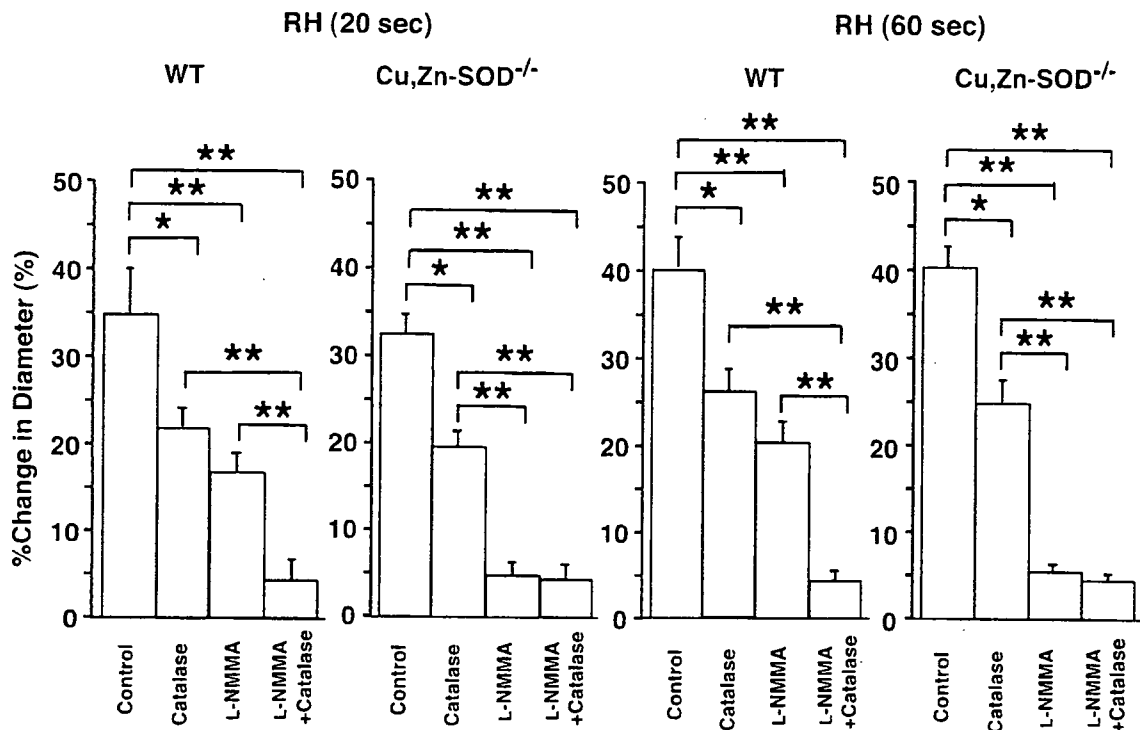 RH (20 sec)
RH (60 sec)
WT
Cu,Zn-SOD-/-
WT
Cu,Zn-SOD-/-
%Change in Diameter (%)
★★
★★
★
★★
★★
50
40
30
20
10
0
Control
Catalase
L-NMMA
L-NMMA
+Catalase
★★
★★
★
★★
★★
50
40
30
20
10
0
Control
Catalase
L-NMMA
L-NMMA
+Catalase
★★
★★
★
★★
★★
50
40
30
20
10
0
Control
Catalase
L-NMMA
L-NMMA
+Catalase
★★
★★
★
★★
★★
50
40
30
20
10
0
Control
Catalase
L-NMMA
L-NMMA
+Catalase